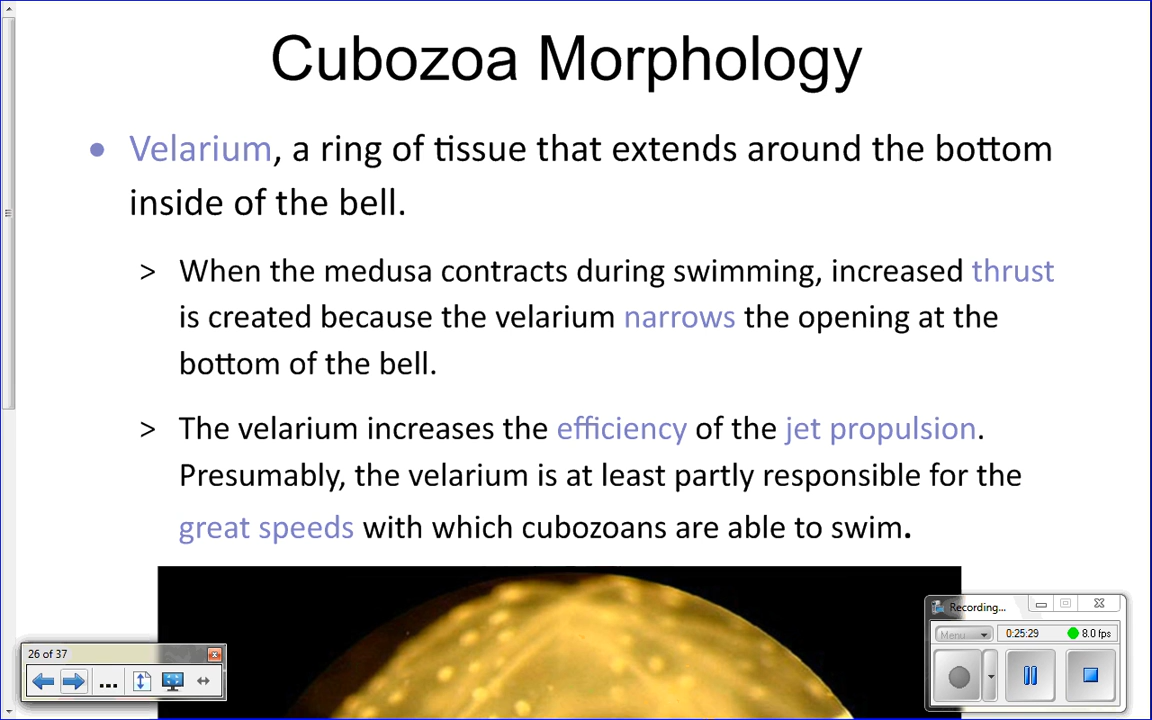 Cubozoa Morphology
• Velarium, a ring of tissue that extends around the bottom
inside of the bell.
> When the medusa contracts during swimming, increased thrust
is created because the velarium narrows the opening at the
bottom of the bell.
> The velarium increases the efficiency of the jet propulsion.
Presumably, the velarium is at least partly responsible for the
great speeds with which cubozoans are able to swim.
Recording...
Menu 0:25:29 8.0 fps
26 of 37
...